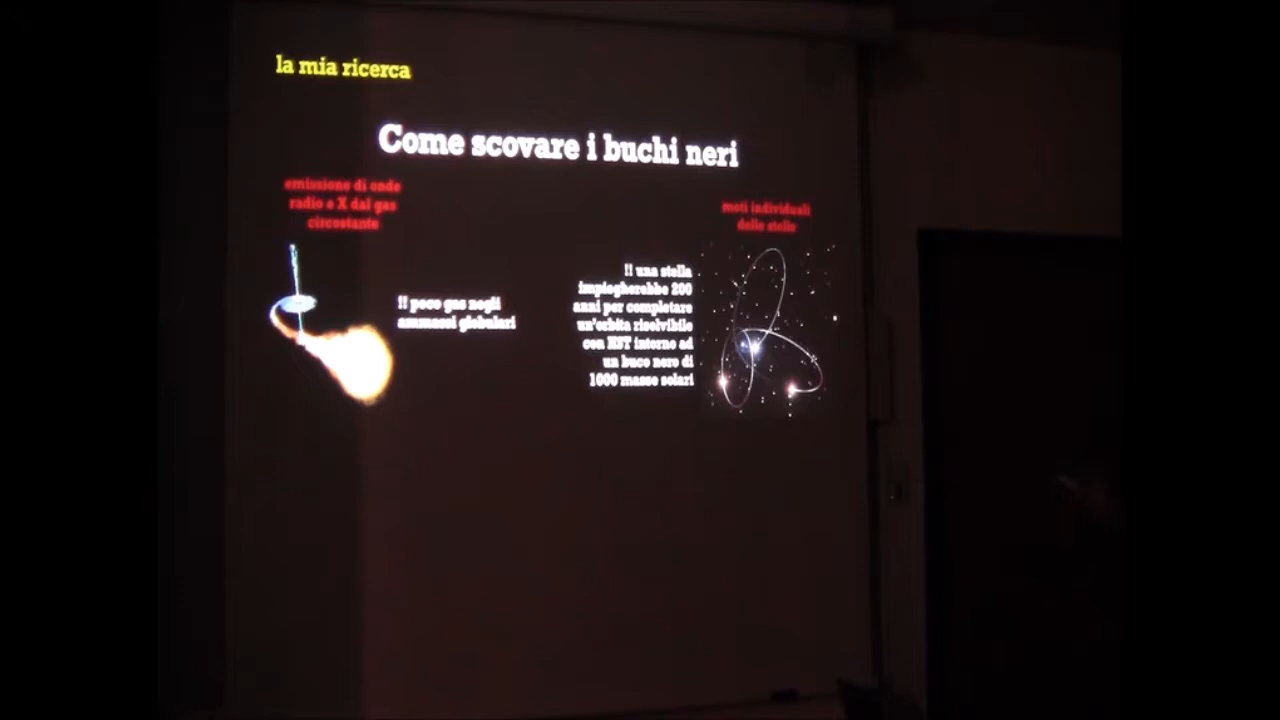 la mia ricerca
Come scovare i buchi neri
emissione di onde
radio e X dal gas
circostante
!! poco gas negli
ammassi globulari
moti individuali
delle stelle
!! una stella
impiegherebbe 200
anni per completare
un'orbita risolvibile
con HST intorno ad
un buco nero di
1000 masse solari